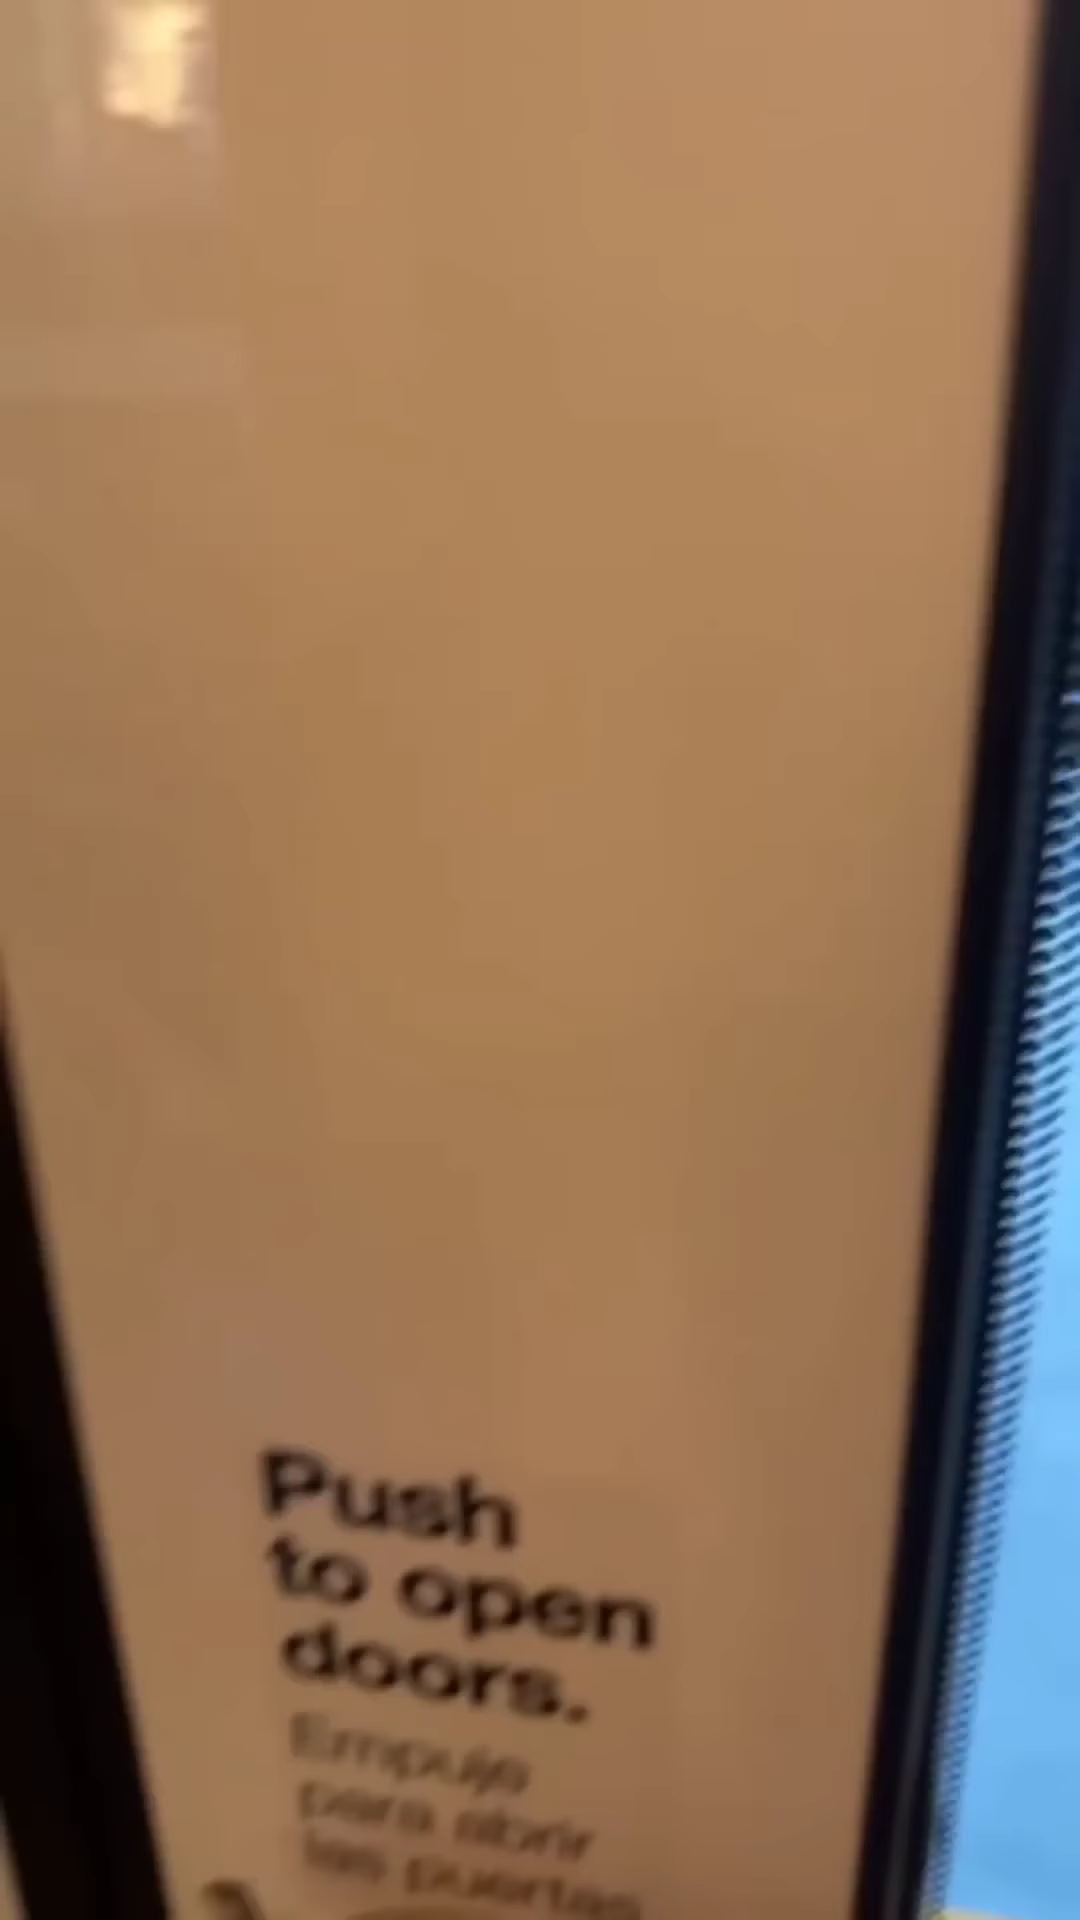 Push
to open
doors.
Empuje
para abrir
las puertas